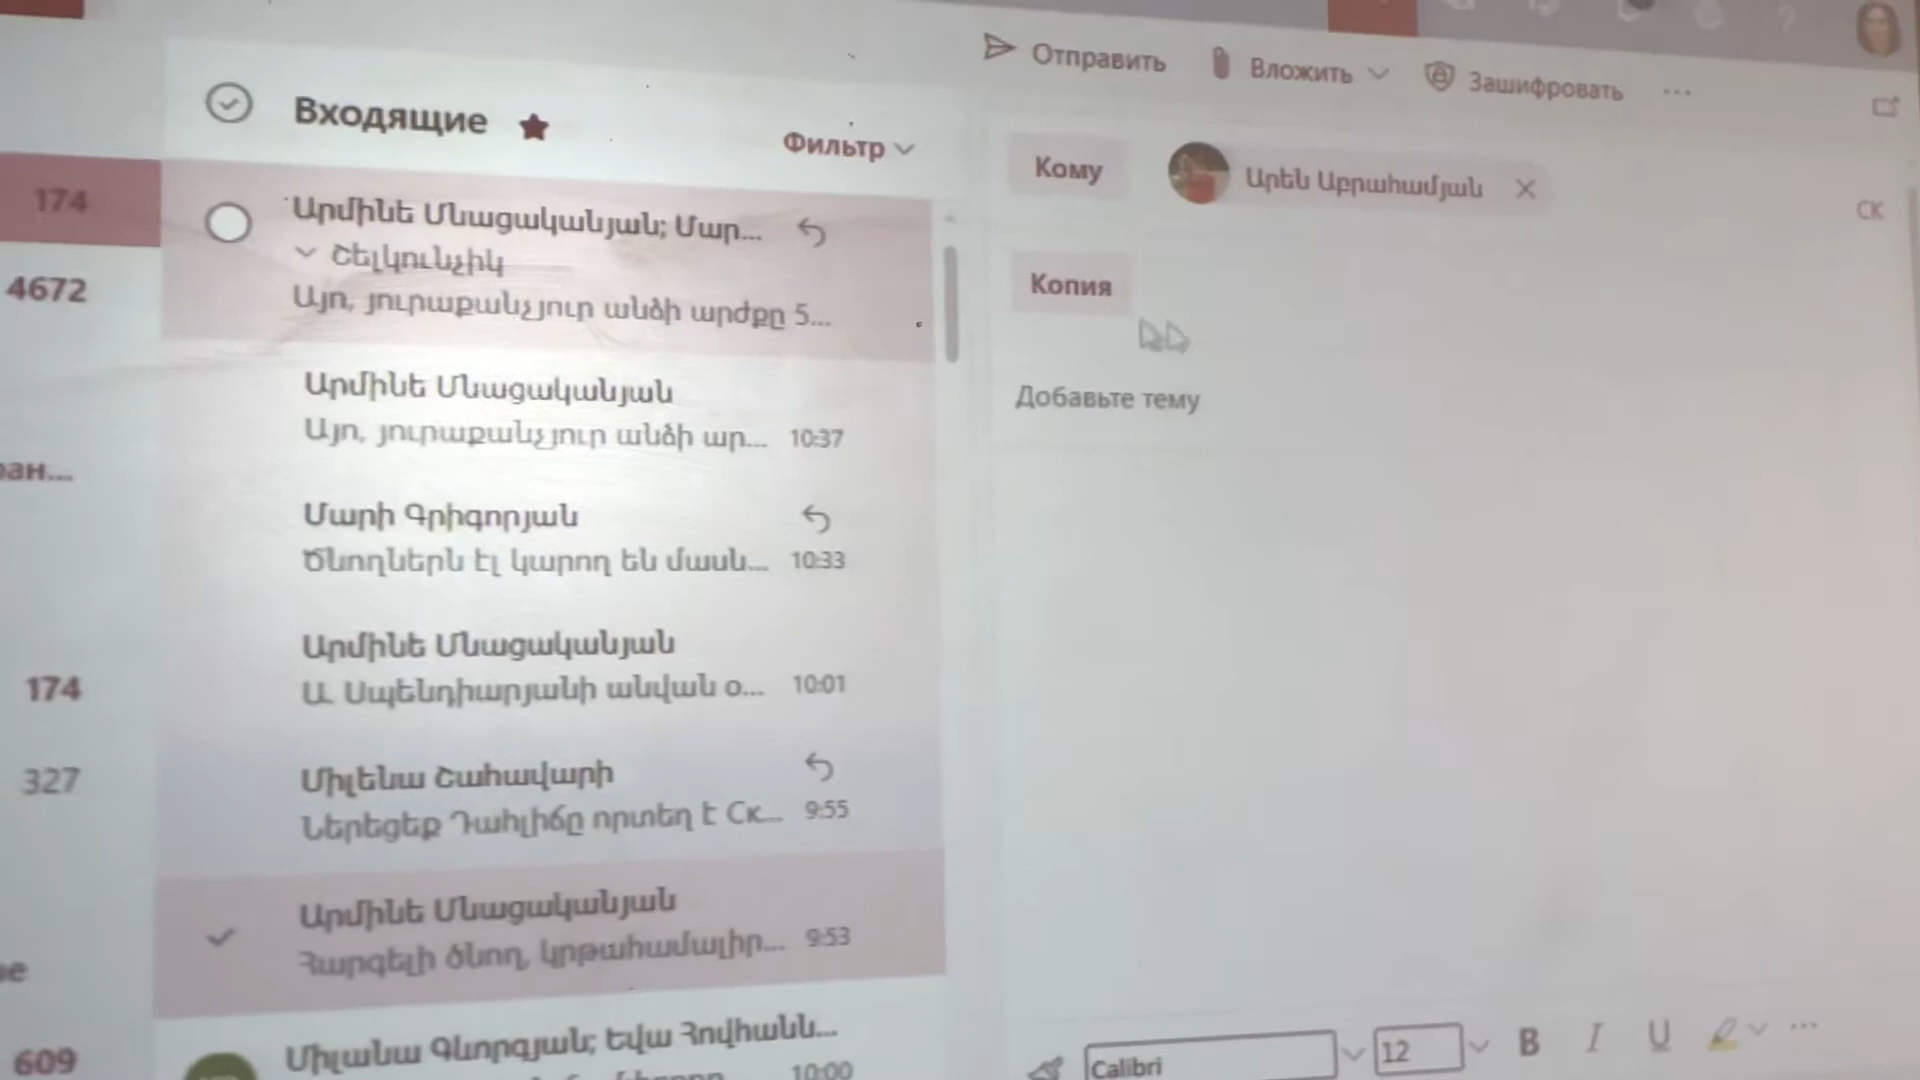 Отправить
Вложить
Зашифровать
Входящие
Фильтр
174
4672
174
327
609
Արմինե Մնացականյան; Մար...
Շելկունչիկ
Այո, յուրաքանչյուր անձի արժքը 5...
Արմինե Մնացականյան
Այո, յուրաքանչյուր անձի ար... 10:37
Մարի Գրիգորյան
Ծնողներն էլ կարող են մասն... 10:33
Արմինե Մնացականյան
Ա. Սպենդիարյանի անվան օ... 10:01
Միլենա Շահավարի
Ներեցեք Դահլիճը որտեղ է Ск... 9:55
Արմինե Մնացականյան
Հարգելի ծնող, կրթահամալիր... 9:53
Միլանա Գևորգյան; Եվա Հովհանն...
10:00
Кому
Արեն Աբրահամյան
СК
Копия
Добавьте тему
Calibri
12
B I U